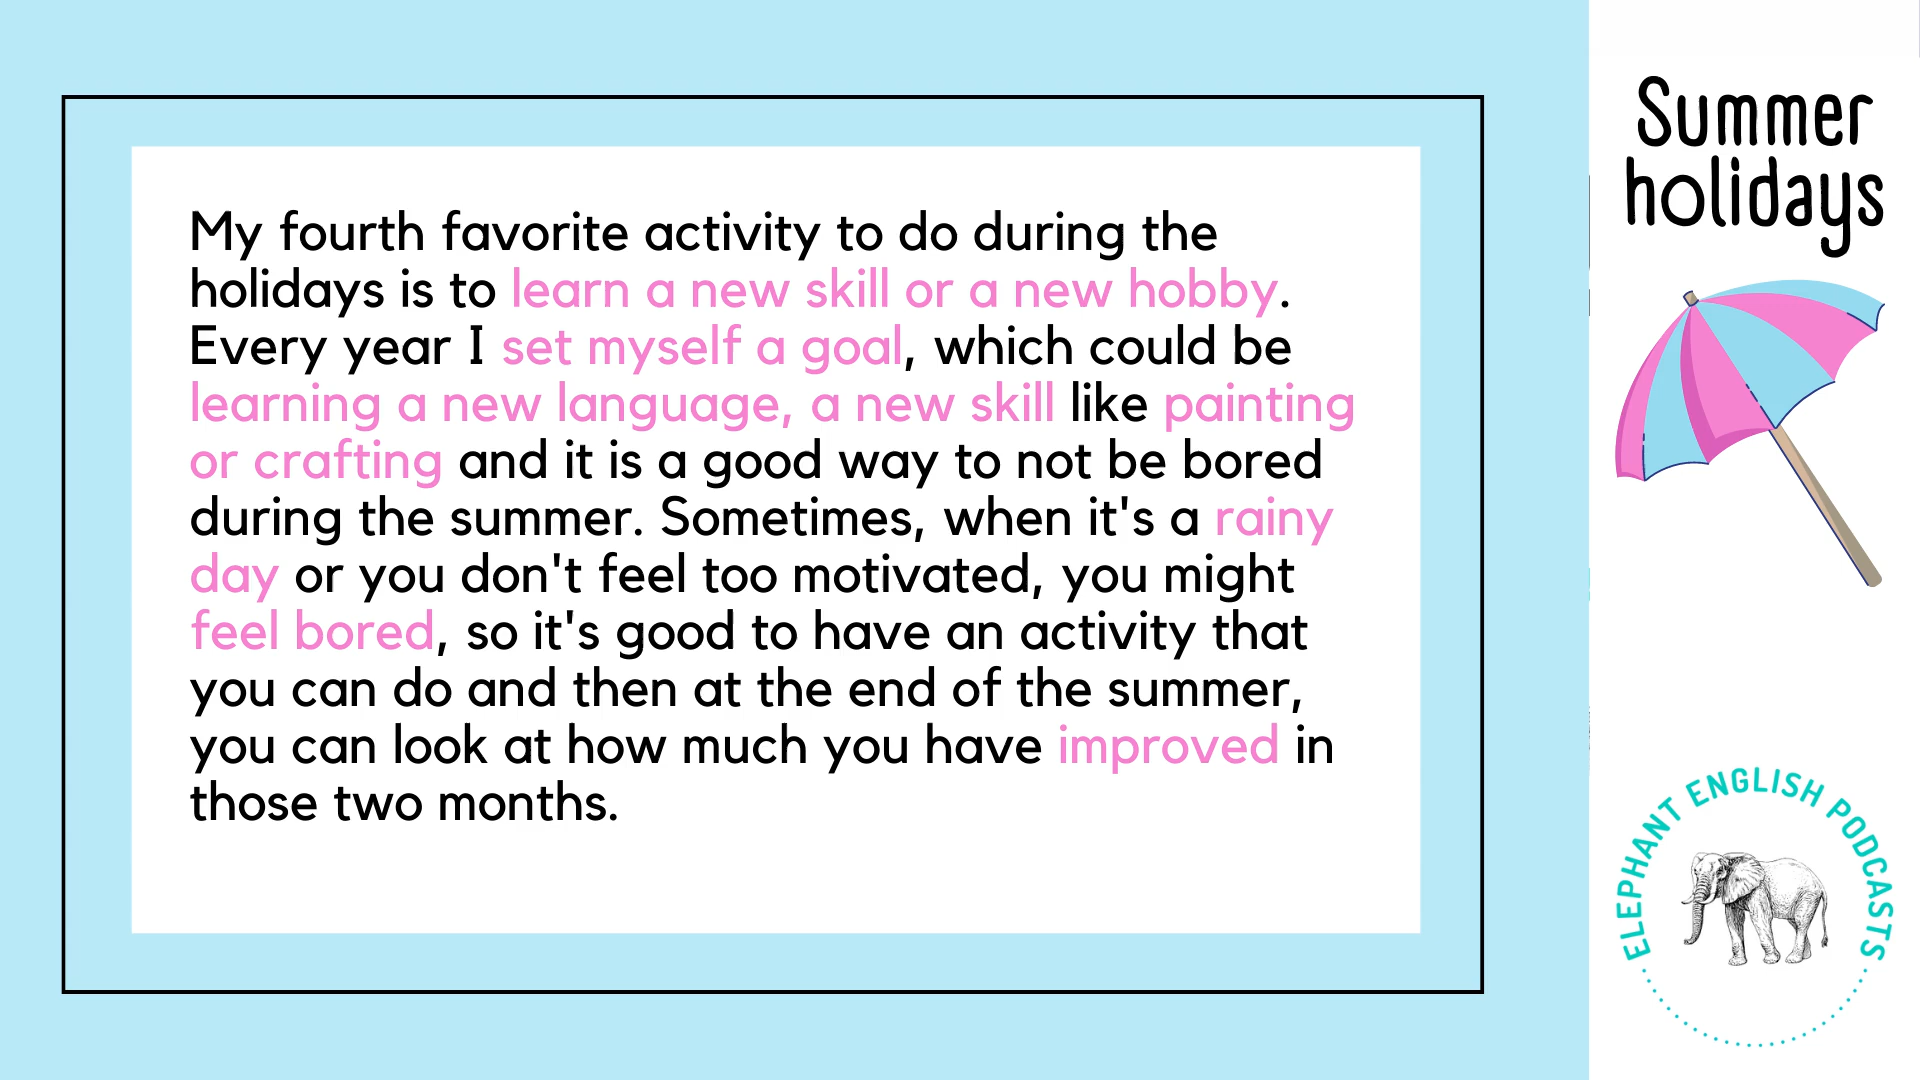 My fourth favorite activity to do during the
holidays is to learn a new skill or a new hobby.
Every year I set myself a goal, which could be
learning a new language, a new skill like painting
or crafting and it is a good way to not be bored
during the summer. Sometimes, when it's a rainy
day or you don't feel too motivated, you might
feel bored, so it's good to have an activity that
you can do and then at the end of the summer,
you can look at how much you have improved in
those two months.
Summer
holidays
ELEPHANT ENGLISH PODCASTS